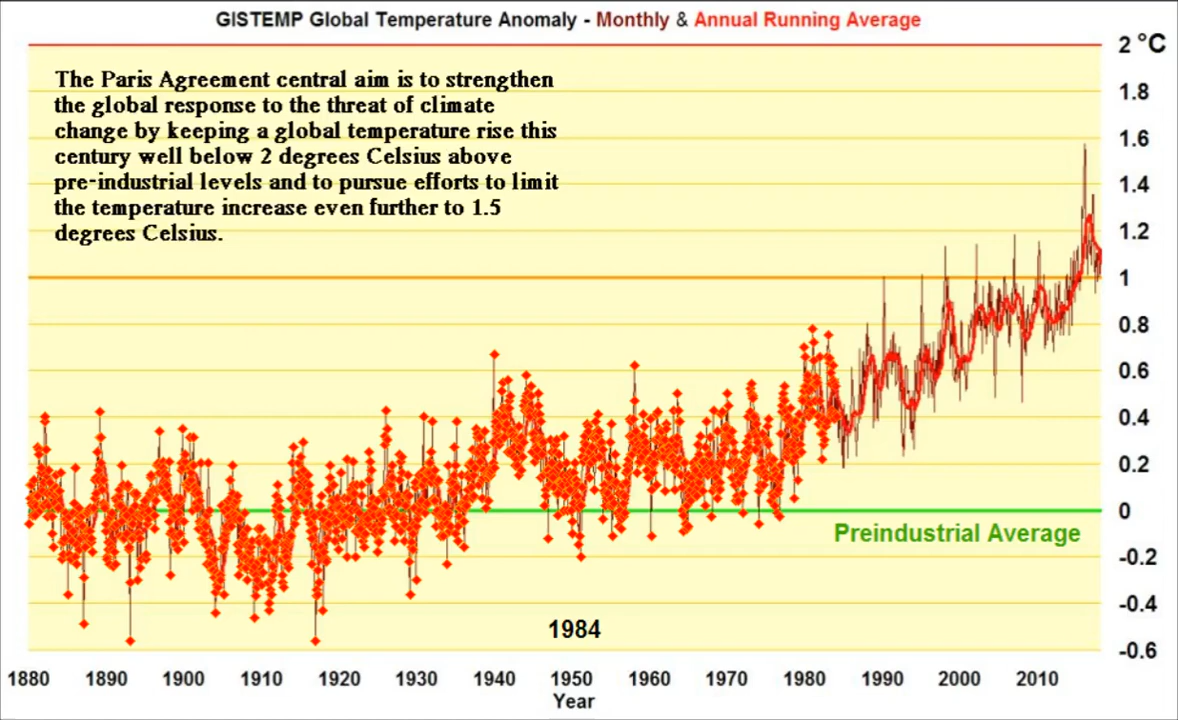 GISTEMP Global Temperature Anomaly - Monthly & Annual Running Average
2 °C
The Paris Agreement central aim is to strengthen
the global response to the threat of climate
change by keeping a global temperature rise this
century well below 2 degrees Celsius above
pre-industrial levels and to pursue efforts to limit
the temperature increase even further to 1.5
degrees Celsius.
1.8
1.6
1.4
1.2
1
0.8
0.6
0.4
0.2
0
Preindustrial Average
-0.2
-0.4
1984
-0.6
1880 1890 1900 1910 1920 1930 1940 1950 1960 1970 1980 1990 2000 2010
Year